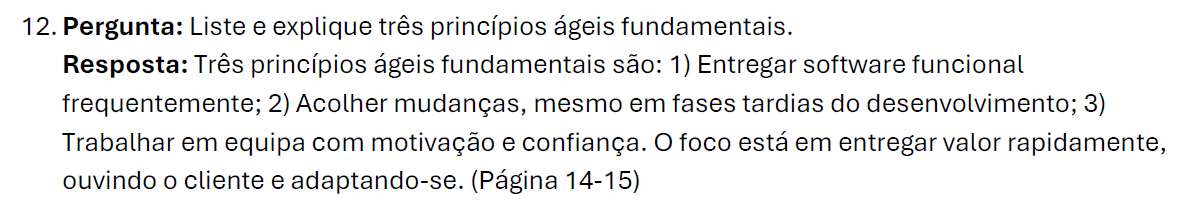 12. Pergunta: Liste e explique três princípios ágeis fundamentais.
Resposta: Três princípios ágeis fundamentais são: 1) Entregar software funcional
frequentemente; 2) Acolher mudanças, mesmo em fases tardias do desenvolvimento; 3)
Trabalhar em equipa com motivação e confiança. O foco está em entregar valor rapidamente,
ouvindo o cliente e adaptando-se. (Página 14-15)